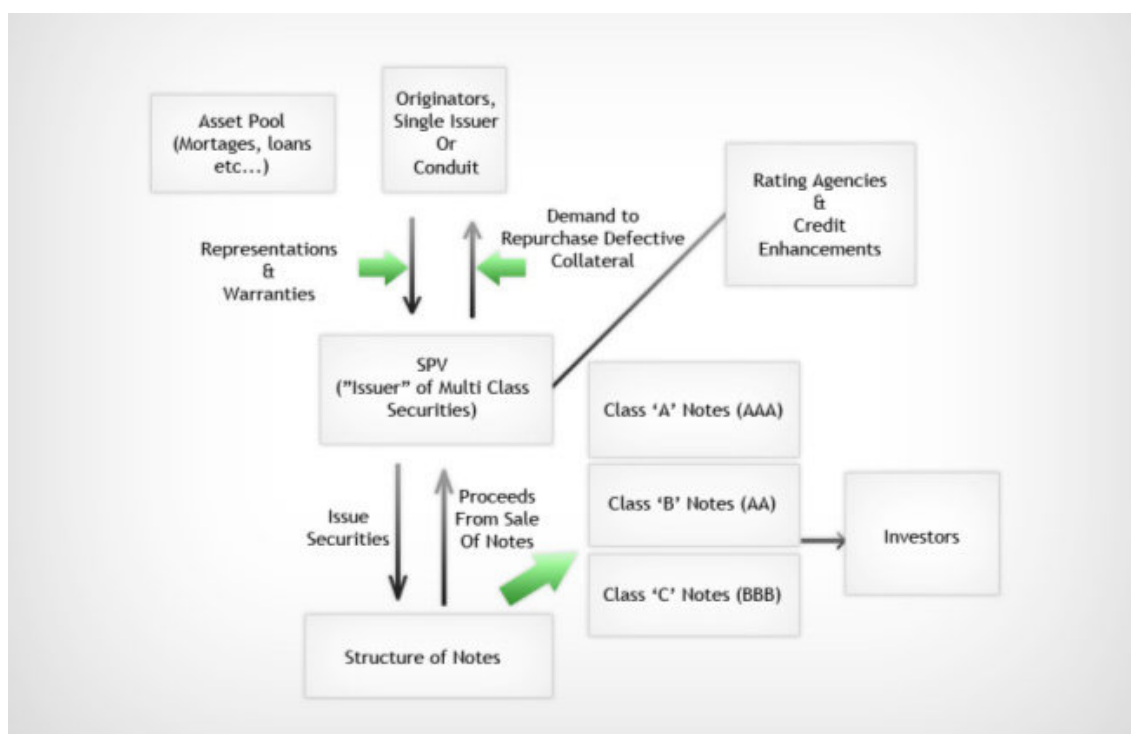 Asset Pool
(Mortages, loans
etc...)
Originators,
Single Issuer
Or
Conduit
Rating Agencies
&
Credit
Enhancements
Representations
&
Warranties
Demand to
Repurchase Defective
Collateral
SPV
(”Issuer” of Multi Class
Securities)
Class ‘A’ Notes (AAA)
Class ‘B’ Notes (AA)
Class ‘C’ Notes (BBB)
Investors
Issue
Securities
Proceeds
From Sale
Of Notes
Structure of Notes